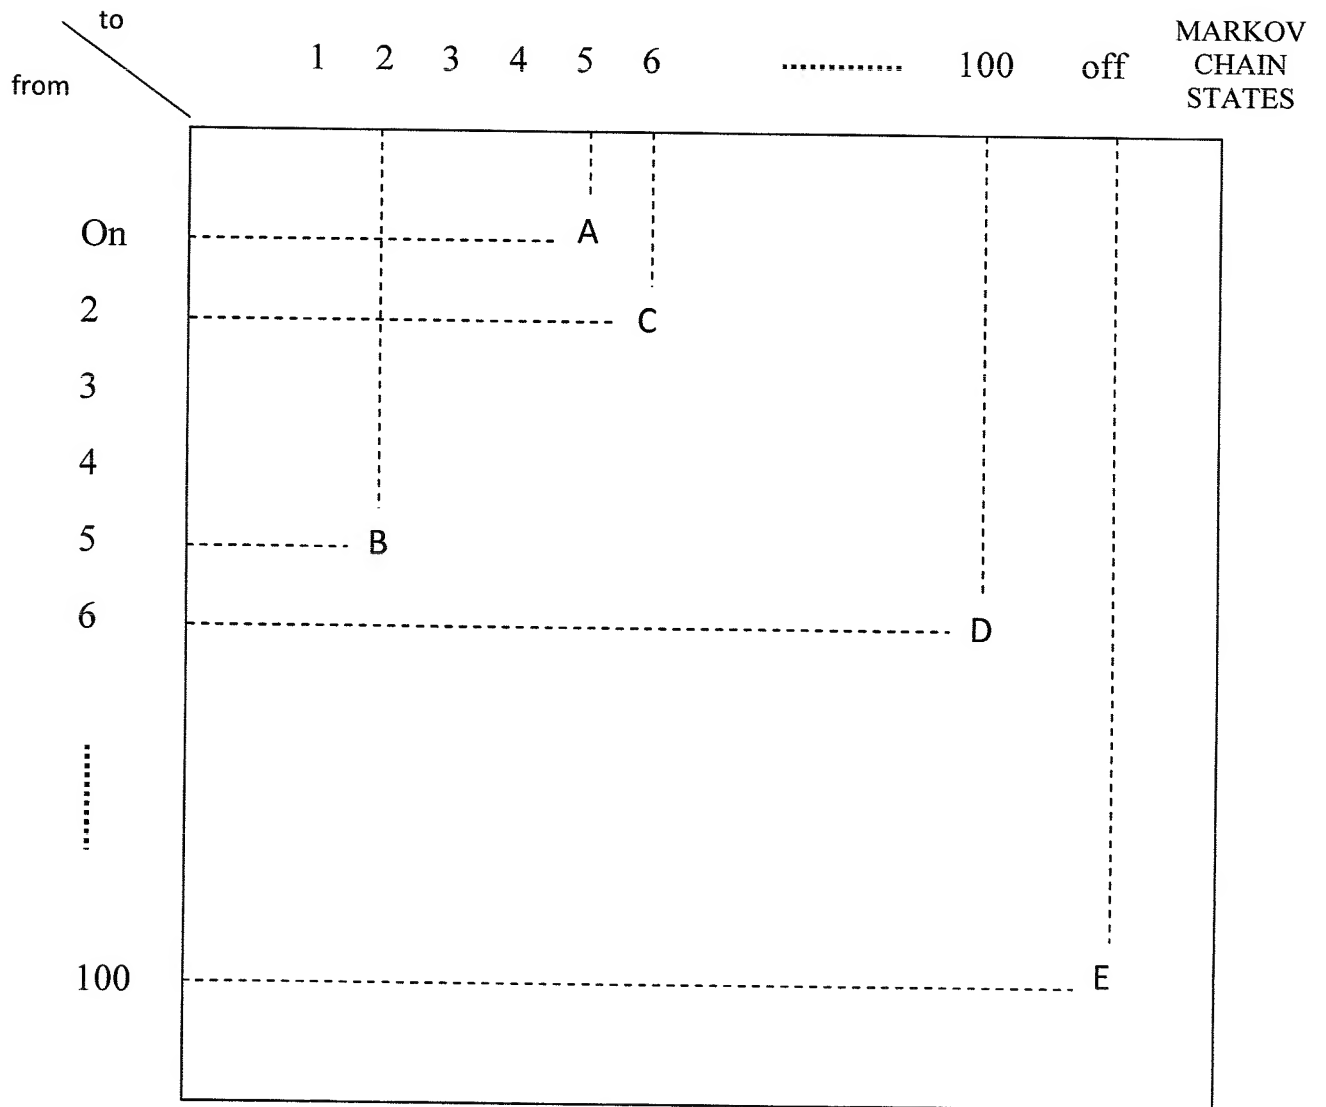 to
from
1 2 3 4 5 6 ............ 100 off
MARKOV
CHAIN
STATES
On A
2 C
3
4
5 B
6 D
100 E